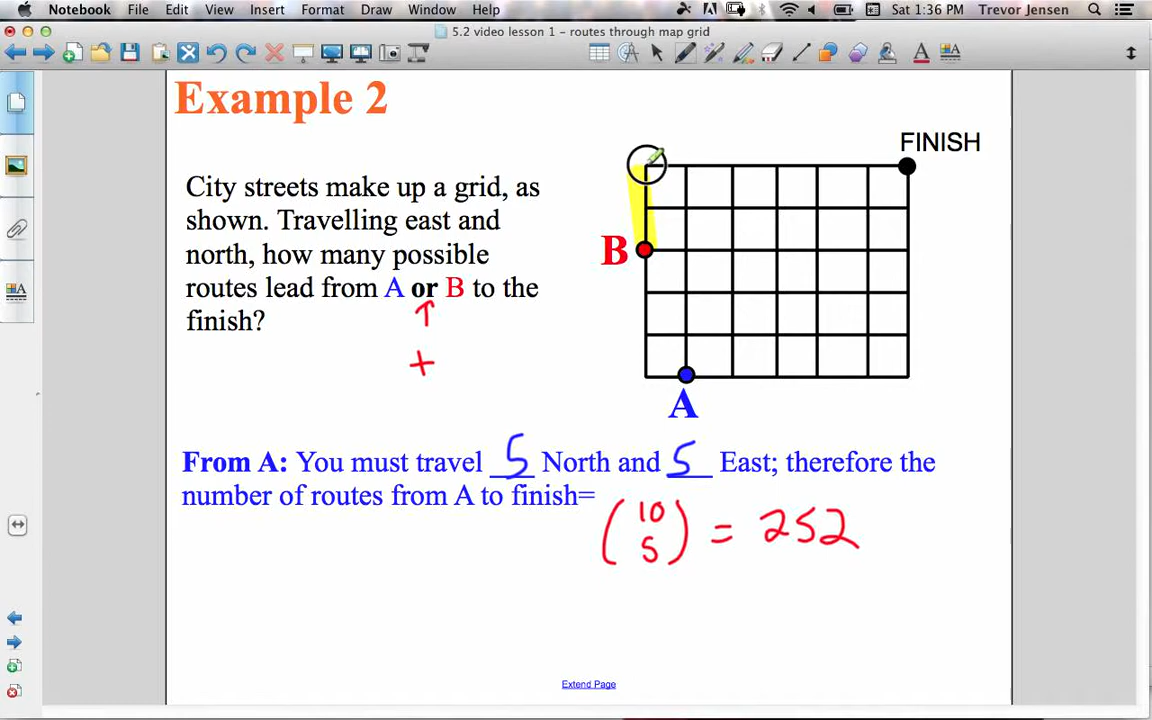 Notebook File Edit View Insert Format Draw Window Help Sat 1:36 PM Trevor Jensen
5.2 video lesson 1 – routes through map grid
Example 2
FINISH
City streets make up a grid, as
shown. Travelling east and
north, how many possible
routes lead from A or B to the
finish?
↑
+
B
A
From A: You must travel 5 North and 5 East; therefore the
number of routes from A to finish=
(10
5) = 252
Extend Page